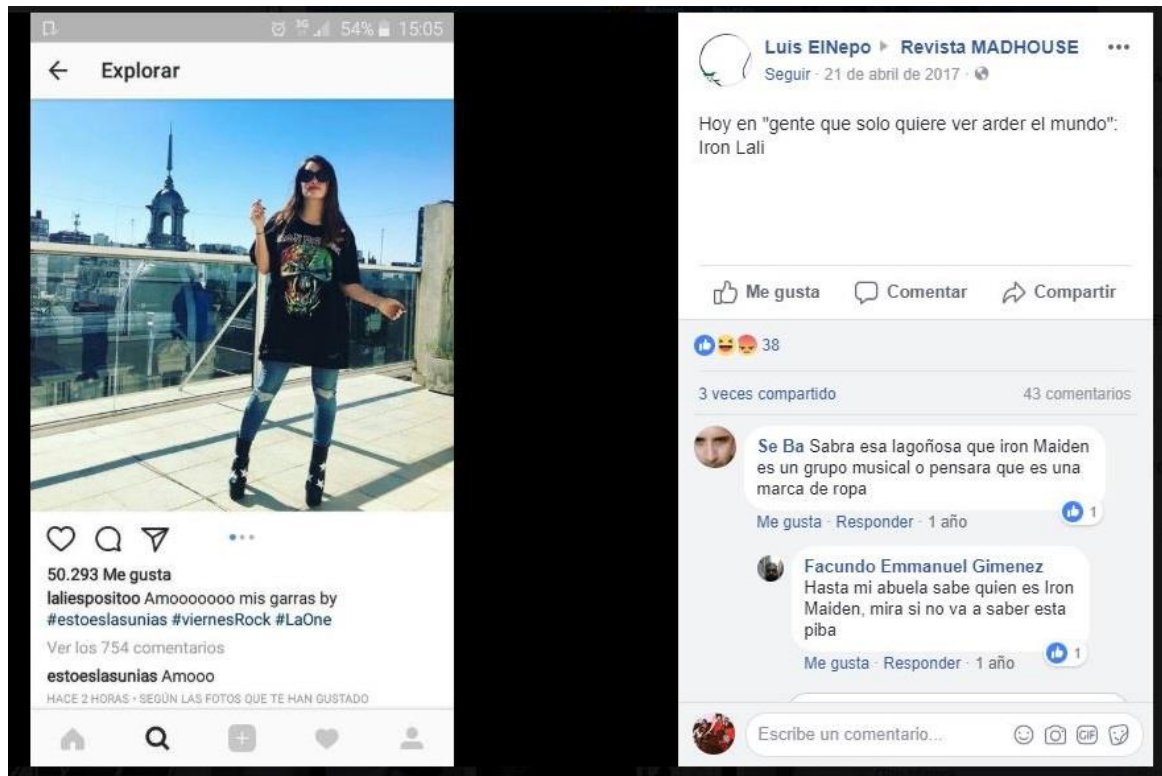 3G 54% 15:05
Explorar
50.293 Me gusta
laliespositoo Amooooooo mis garras by
#estoeslasunias #viernesRock #LaOne
Ver los 754 comentarios
estoeslasunias Amooo
HACE 2 HORAS • SEGÚN LAS FOTOS QUE TE HAN GUSTADO
Luis ElNepo ▸ Revista MADHOUSE
Seguir · 21 de abril de 2017 ·
Hoy en "gente que solo quiere ver arder el mundo":
Iron Lali
Me gusta Comentar Compartir
38
3 veces compartido 43 comentarios
Se Ba Sabra esa lagoñosa que iron Maiden
es un grupo musical o pensara que es una
marca de ropa
1
Me gusta · Responder · 1 año
Facundo Emmanuel Gimenez
Hasta mi abuela sabe quien es Iron
Maiden, mira si no va a saber esta
piba
1
Me gusta · Responder · 1 año
Escribe un comentario...
GIF